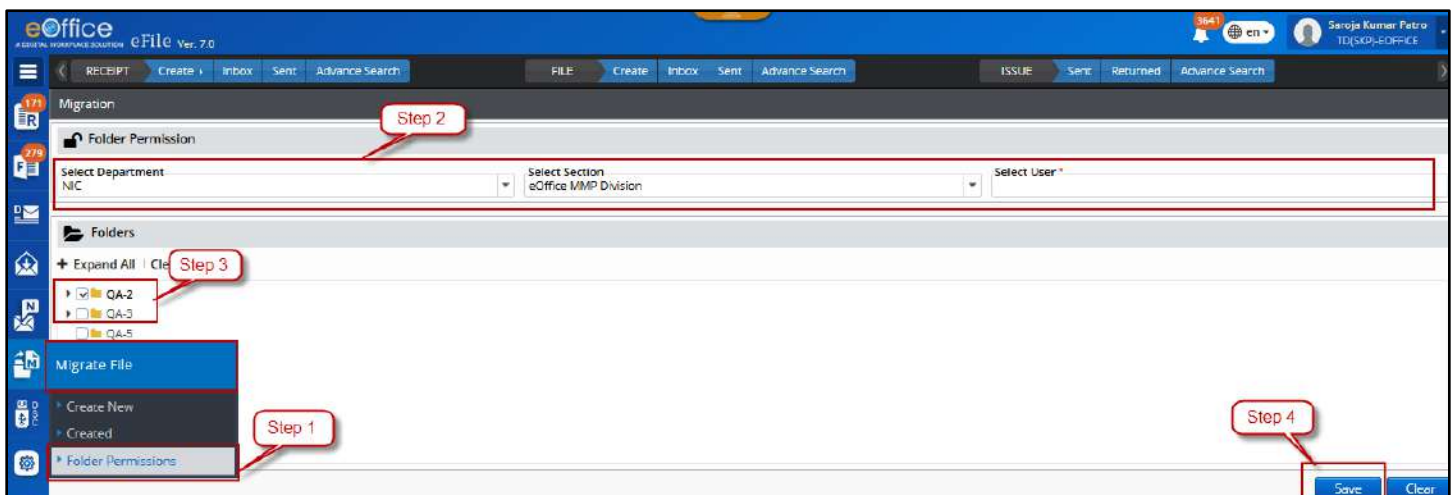 eOffice
A DIGITAL WORKPLACE SOLUTION eFile Ver. 7.0
3641
en
Saroja Kumar Patro
TD(SKP)-EOFFICE
RECEIPT Create Inbox Sent Advance Search FILE Create Inbox Sent Advance Search ISSUE Sent Returned Advance Search
171
R
Migration
Step 2
Folder Permission
279
F
Select Department Select Section Select User *
NIC eOffice MMP Division
D
Folders
+ Expand All
Step 3
QA-2
N
QA-3
QA-5
N
Migrate File
DSC
Create New
Step 4
Created
Step 1
Folder Permissions
Save Clear